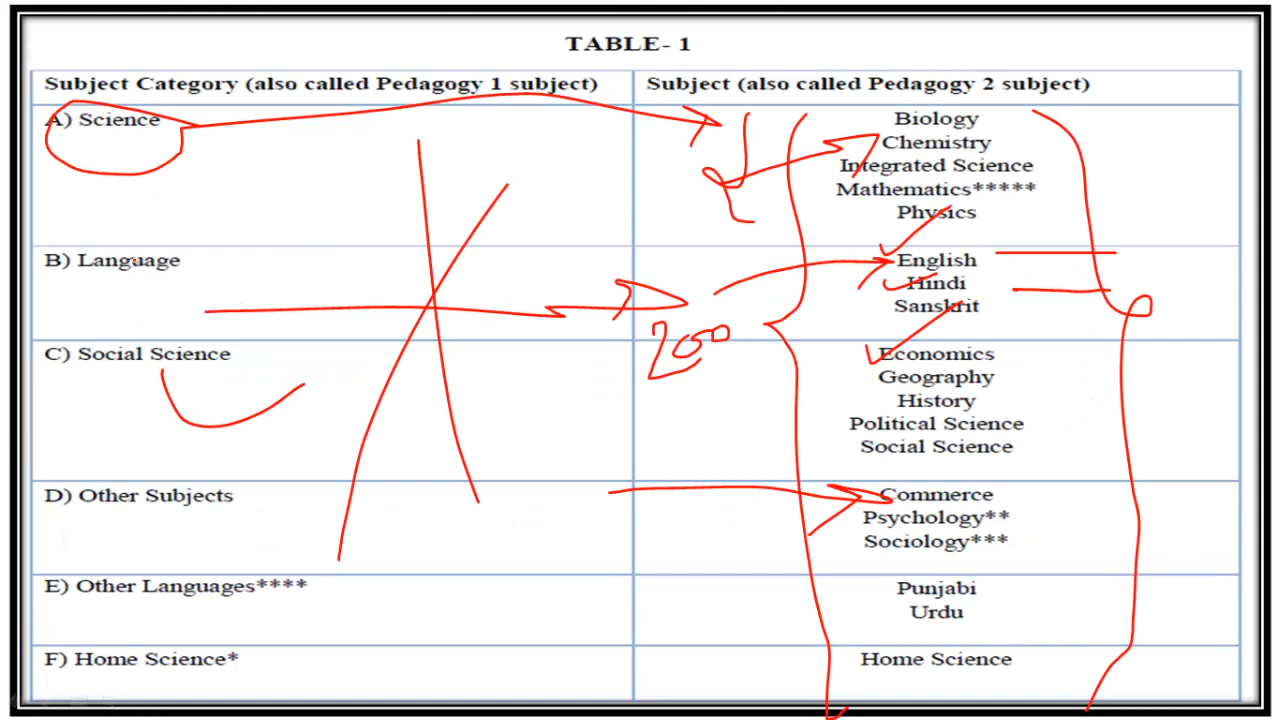 TABLE- 1
Subject Category (also called Pedagogy 1 subject)
Subject (also called Pedagogy 2 subject)
A) Science
Biology
Chemistry
Integrated Science
Mathematics*****
Physics
B) Language
English
Hindi
Sanskrit
2000
C) Social Science
Economics
Geography
History
Political Science
Social Science
D) Other Subjects
Commerce
Psychology**
Sociology***
E) Other Languages****
Punjabi
Urdu
F) Home Science*
Home Science